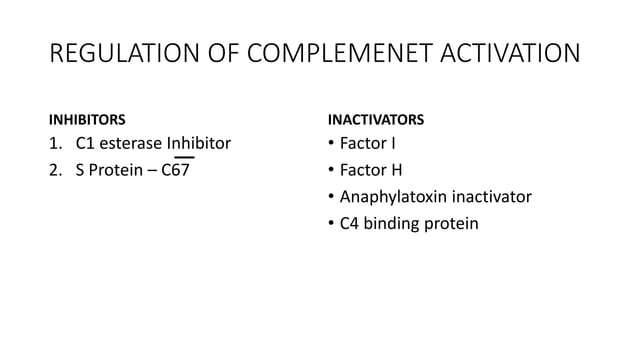 REGULATION OF COMPLEMENET ACTIVATION
INHIBITORS
1. C1 esterase Inhibitor
2. S Protein – C67
INACTIVATORS
• Factor I
• Factor H
• Anaphylatoxin inactivator
• C4 binding protein